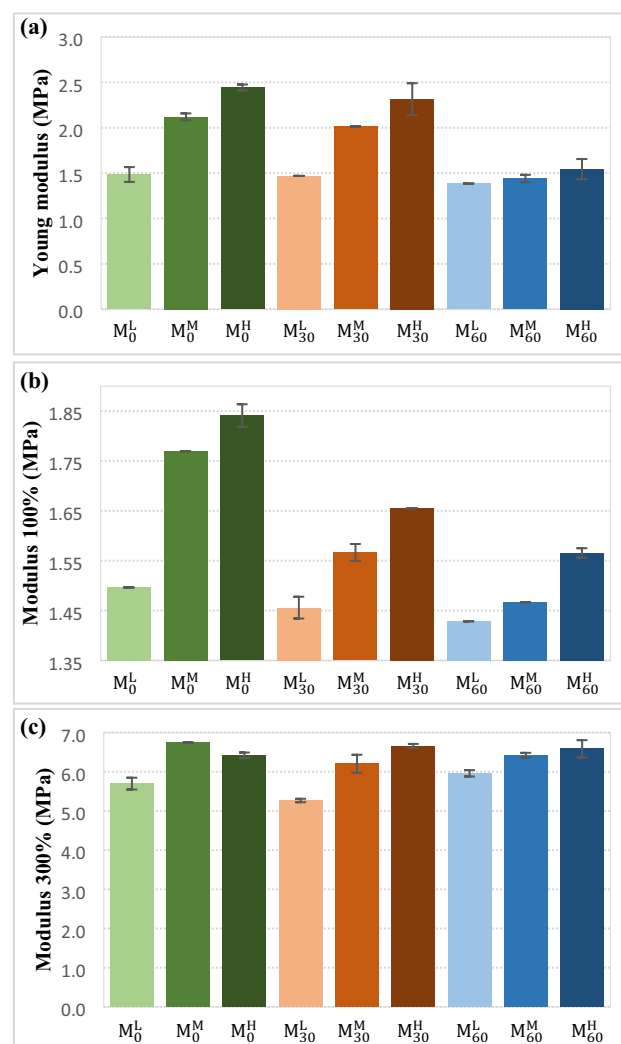 (a)
Young modulus (MPa)
3.0
2.5
2.0
1.5
1.0
0.5
0.0
M₀ᴸ M₀ᴹ M₀ᴴ M₃₀ᴸ M₃₀ᴹ M₃₀ᴴ M₆₀ᴸ M₆₀ᴹ M₆₀ᴴ
(b)
Modulus 100% (MPa)
1.85
1.75
1.65
1.55
1.45
1.35
M₀ᴸ M₀ᴹ M₀ᴴ M₃₀ᴸ M₃₀ᴹ M₃₀ᴴ M₆₀ᴸ M₆₀ᴹ M₆₀ᴴ
(c)
Modulus 300% (MPa)
7.0
6.0
5.0
4.0
3.0
2.0
1.0
0.0
M₀ᴸ M₀ᴹ M₀ᴴ M₃₀ᴸ M₃₀ᴹ M₃₀ᴴ M₆₀ᴸ M₆₀ᴹ M₆₀ᴴ